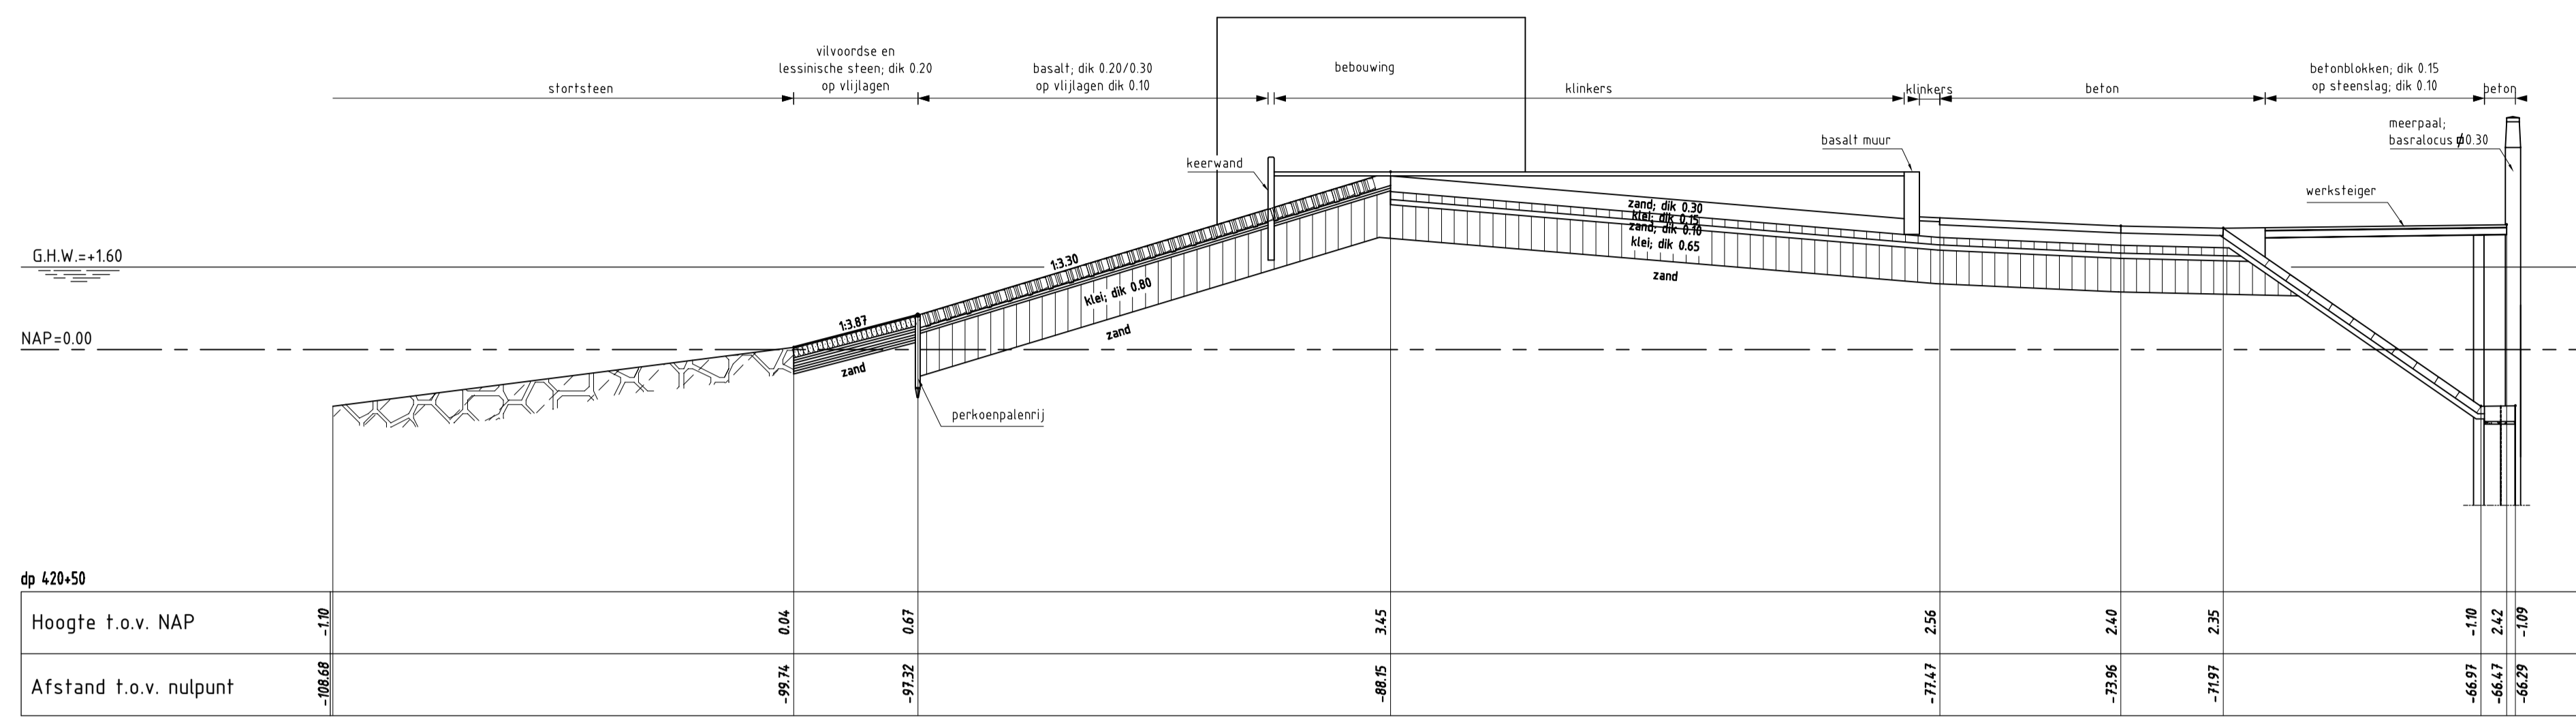 vilvoordse en
lessinische steen; dik 0.20
op vlijlagen
stortsteen
basalt; dik 0.20/0.30
op vlijlagen dik 0.10
bebouwing
klinkers
klinkers
beton
betonblokken; dik 0.15
op steenslag; dik 0.10
beton
meerpaal;
basralocus ø0.30
basalt muur
keerwand
werksteiger
zand; dik 0.30
klei; dik 0.15
zand; dik 0.10
klei; dik 0.65
zand
G.H.W.=+1.60
1:3.30
klei; dik 0.80
zand
1:3.87
zand
NAP=0.00
perkoenpalenrij
dp 420+50
Hoogte t.o.v. NAP
-1.10
0.04
0.67
3.45
2.56
2.40
2.35
-1.10
2.42
-1.09
Afstand t.o.v. nulpunt
-108.68
-99.74
-97.32
-88.15
-77.47
-73.96
-71.97
-66.97
-66.47
-66.29